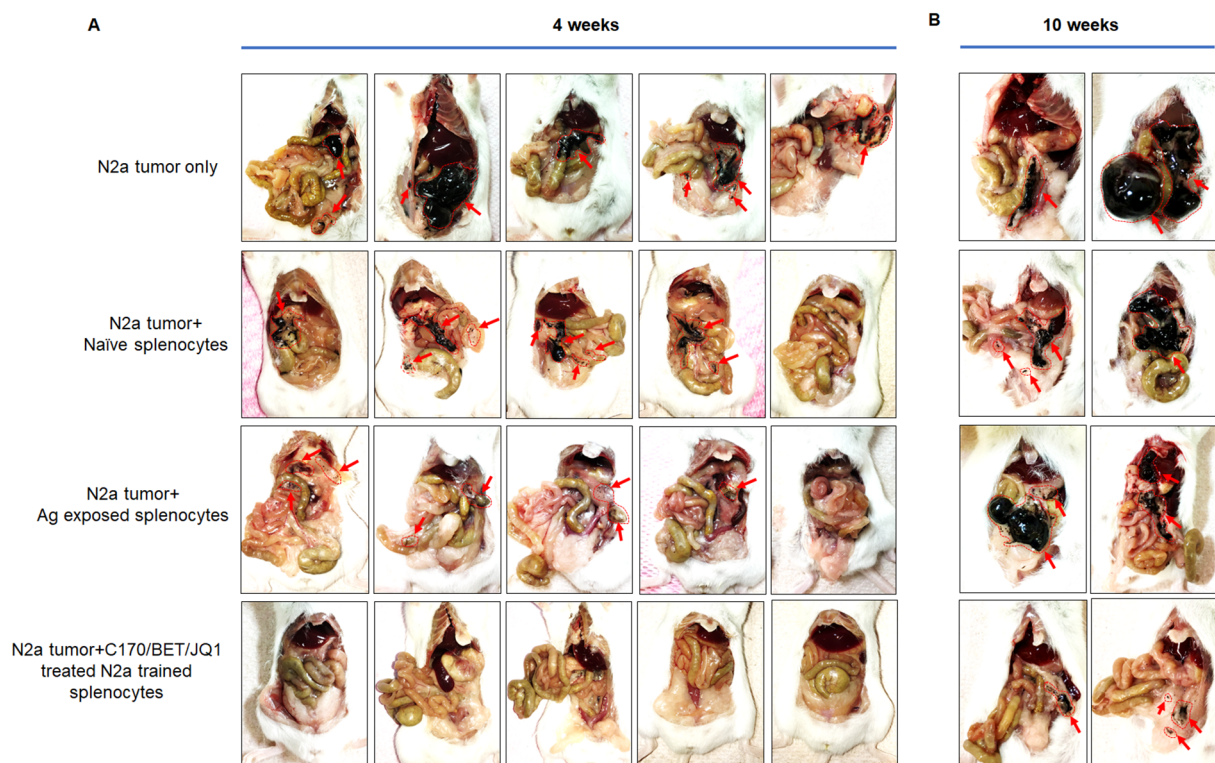 A
4 weeks
B
10 weeks
N2a tumor only
N2a tumor+
Naïve splenocytes
N2a tumor+
Ag exposed splenocytes
N2a tumor+C170/BET/JQ1
treated N2a trained
splenocytes